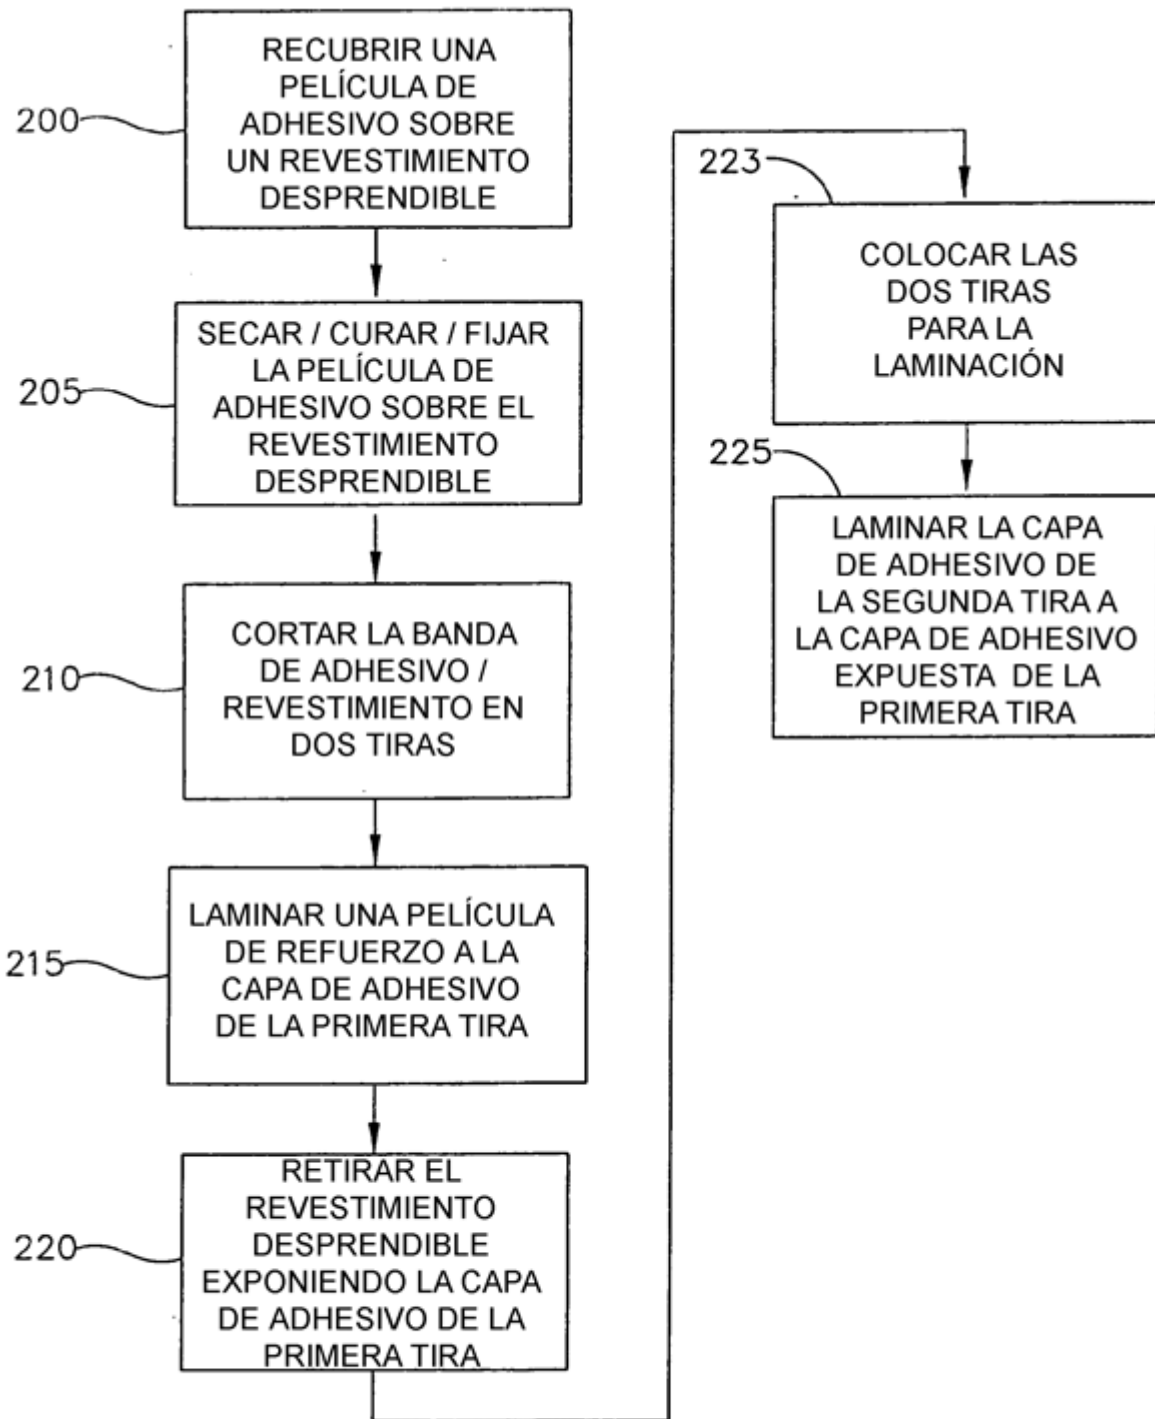 200
RECUBRIR UNA
PELÍCULA DE
ADHESIVO SOBRE
UN REVESTIMIENTO
DESPRENDIBLE
205
SECAR / CURAR / FIJAR
LA PELÍCULA DE
ADHESIVO SOBRE EL
REVESTIMIENTO
DESPRENDIBLE
210
CORTAR LA BANDA
DE ADHESIVO /
REVESTIMIENTO EN
DOS TIRAS
215
LAMINAR UNA PELÍCULA
DE REFUERZO A LA
CAPA DE ADHESIVO
DE LA PRIMERA TIRA
220
RETIRAR EL
REVESTIMIENTO
DESPRENDIBLE
EXPONIENDO LA CAPA
DE ADHESIVO DE LA
PRIMERA TIRA
223
COLOCAR LAS
DOS TIRAS
PARA LA
LAMINACIÓN
225
LAMINAR LA CAPA
DE ADHESIVO DE
LA SEGUNDA TIRA A
LA CAPA DE ADHESIVO
EXPUESTA DE LA
PRIMERA TIRA